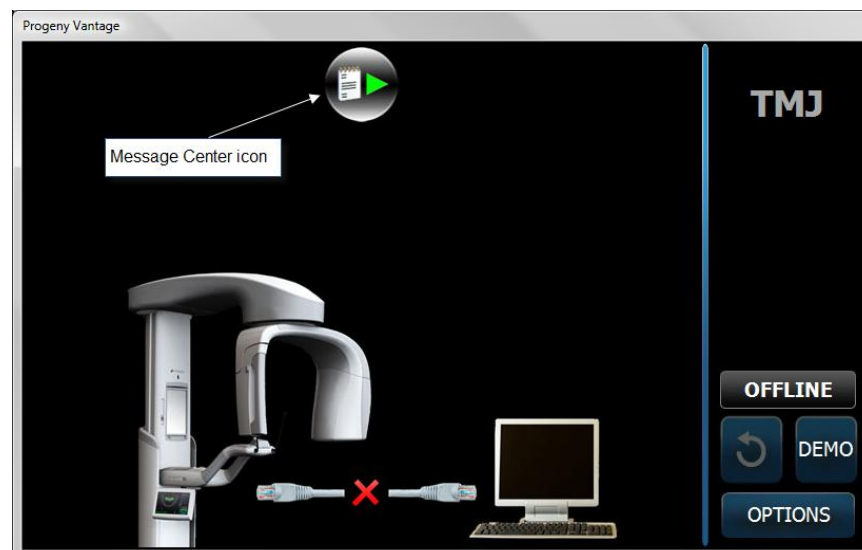 Progeny Vantage
TMJ
Message Center icon
OFFLINE
DEMO
OPTIONS